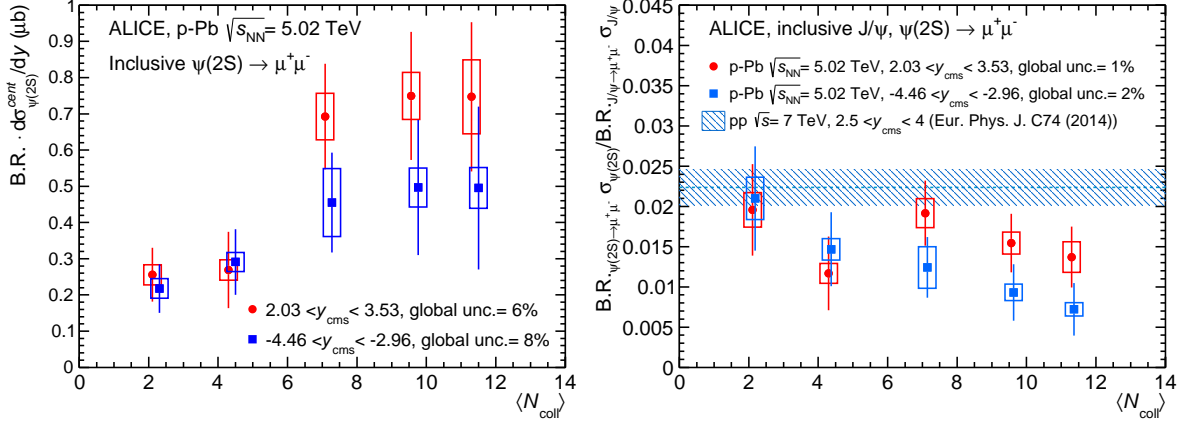 ALICE, p-Pb √s_NN = 5.02 TeV
Inclusive ψ(2S) → μ⁺μ⁻
B.R. · dσ^cent_ψ(2S)/dy (μb)
1
0.9
0.8
0.7
0.6
0.5
0.4
0.3
0.2
0.1
0
2.03 <y_cms< 3.53, global unc.= 6%
-4.46 <y_cms< -2.96, global unc.= 8%
0 2 4 6 8 10 12 14
⟨N_coll⟩
ALICE, inclusive J/ψ, ψ(2S) → μ⁺μ⁻
p-Pb √s_NN = 5.02 TeV, 2.03 <y_cms< 3.53, global unc.= 1%
p-Pb √s_NN = 5.02 TeV, -4.46 <y_cms< -2.96, global unc.= 2%
pp √s= 7 TeV, 2.5 <y_cms< 4 (Eur. Phys. J. C74 (2014))
B.R._ψ(2S)→μ⁺μ⁻ σ_ψ(2S)/B.R._J/ψ→μ⁺μ⁻ σ_J/ψ
0.045
0.04
0.035
0.03
0.025
0.02
0.015
0.01
0.005
0
0 2 4 6 8 10 12 14
⟨N_coll⟩